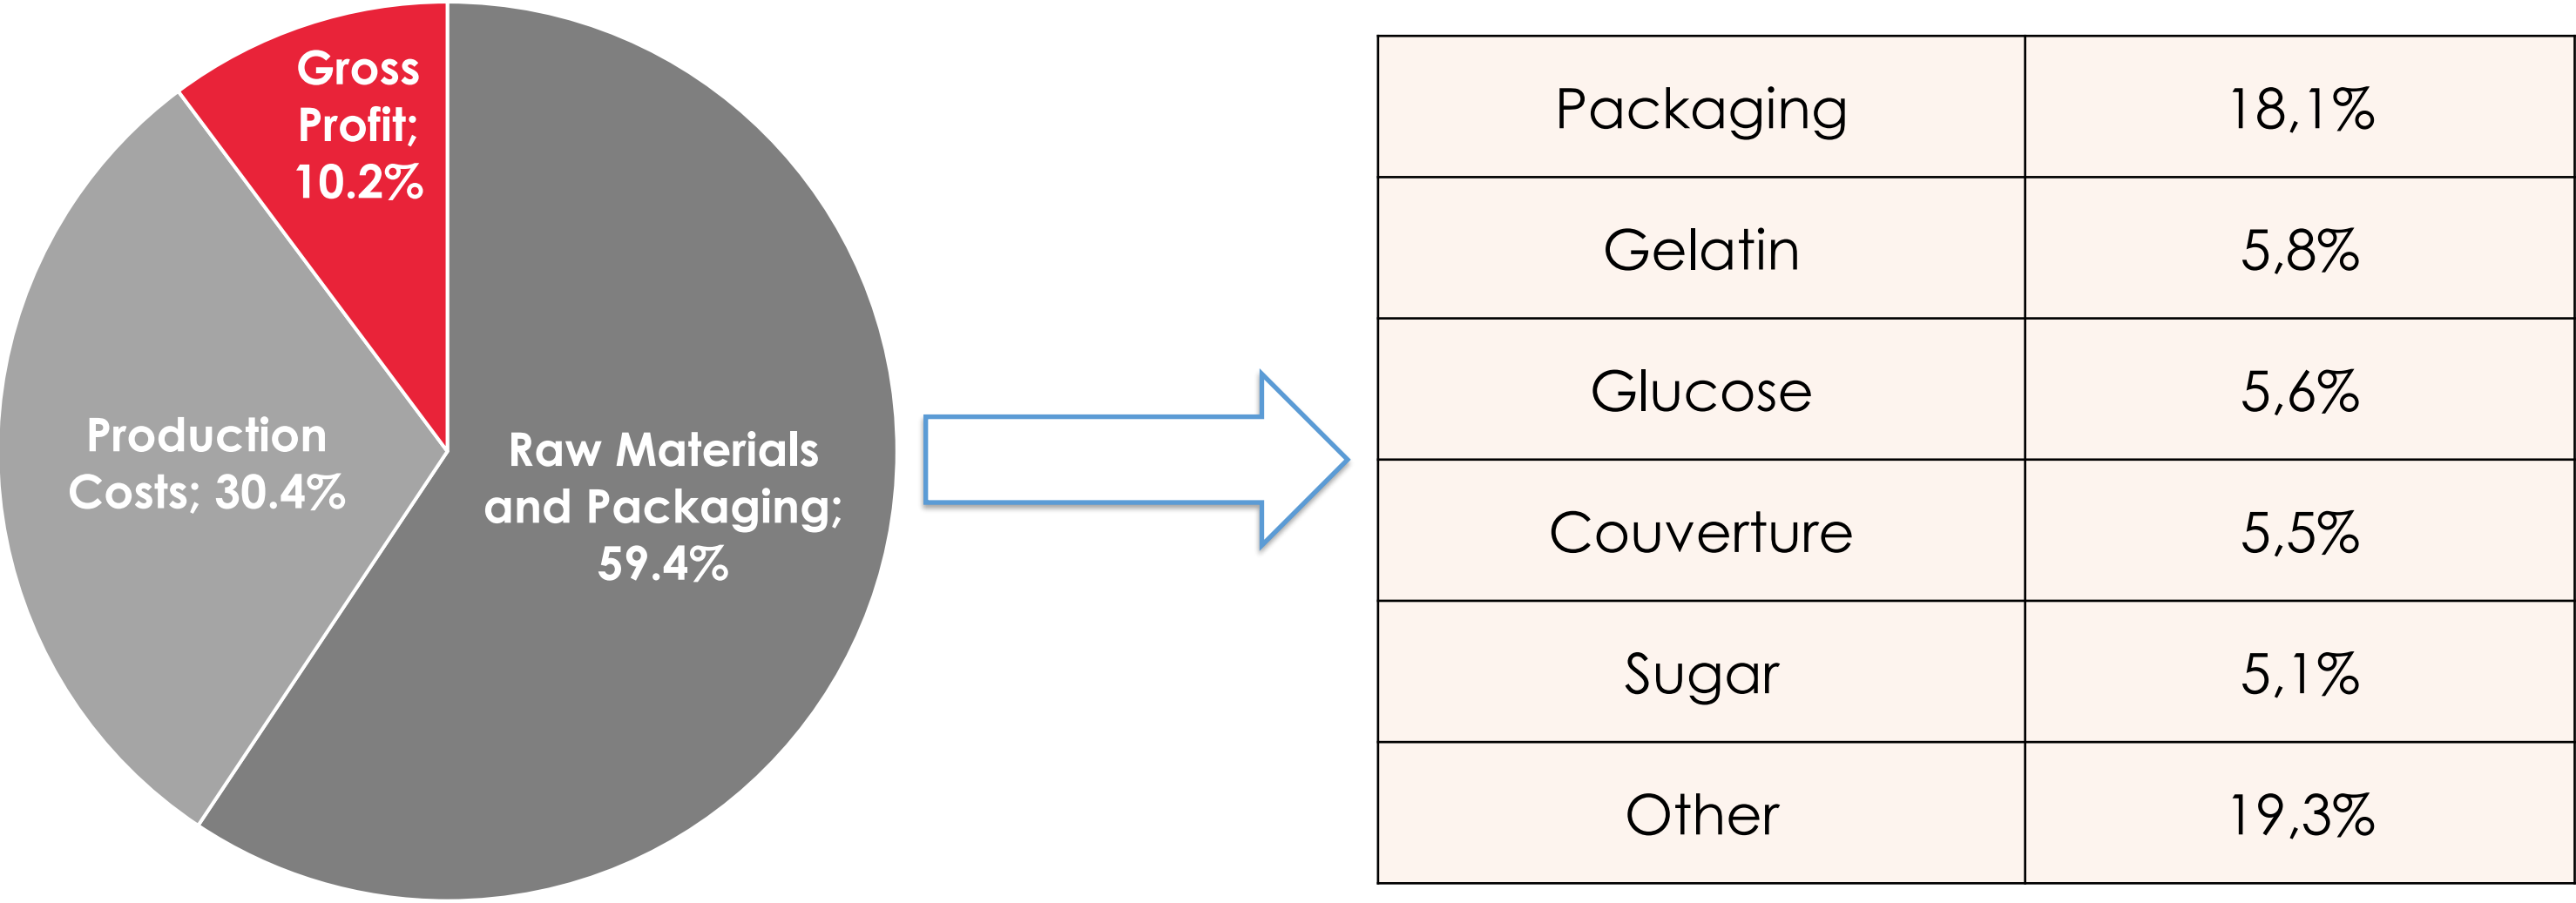 Gross
Profit;
10.2%
Production
Costs; 30.4%
Raw Materials
and Packaging;
59.4%
Packaging 18,1%
Gelatin 5,8%
Glucose 5,6%
Couverture 5,5%
Sugar 5,1%
Other 19,3%